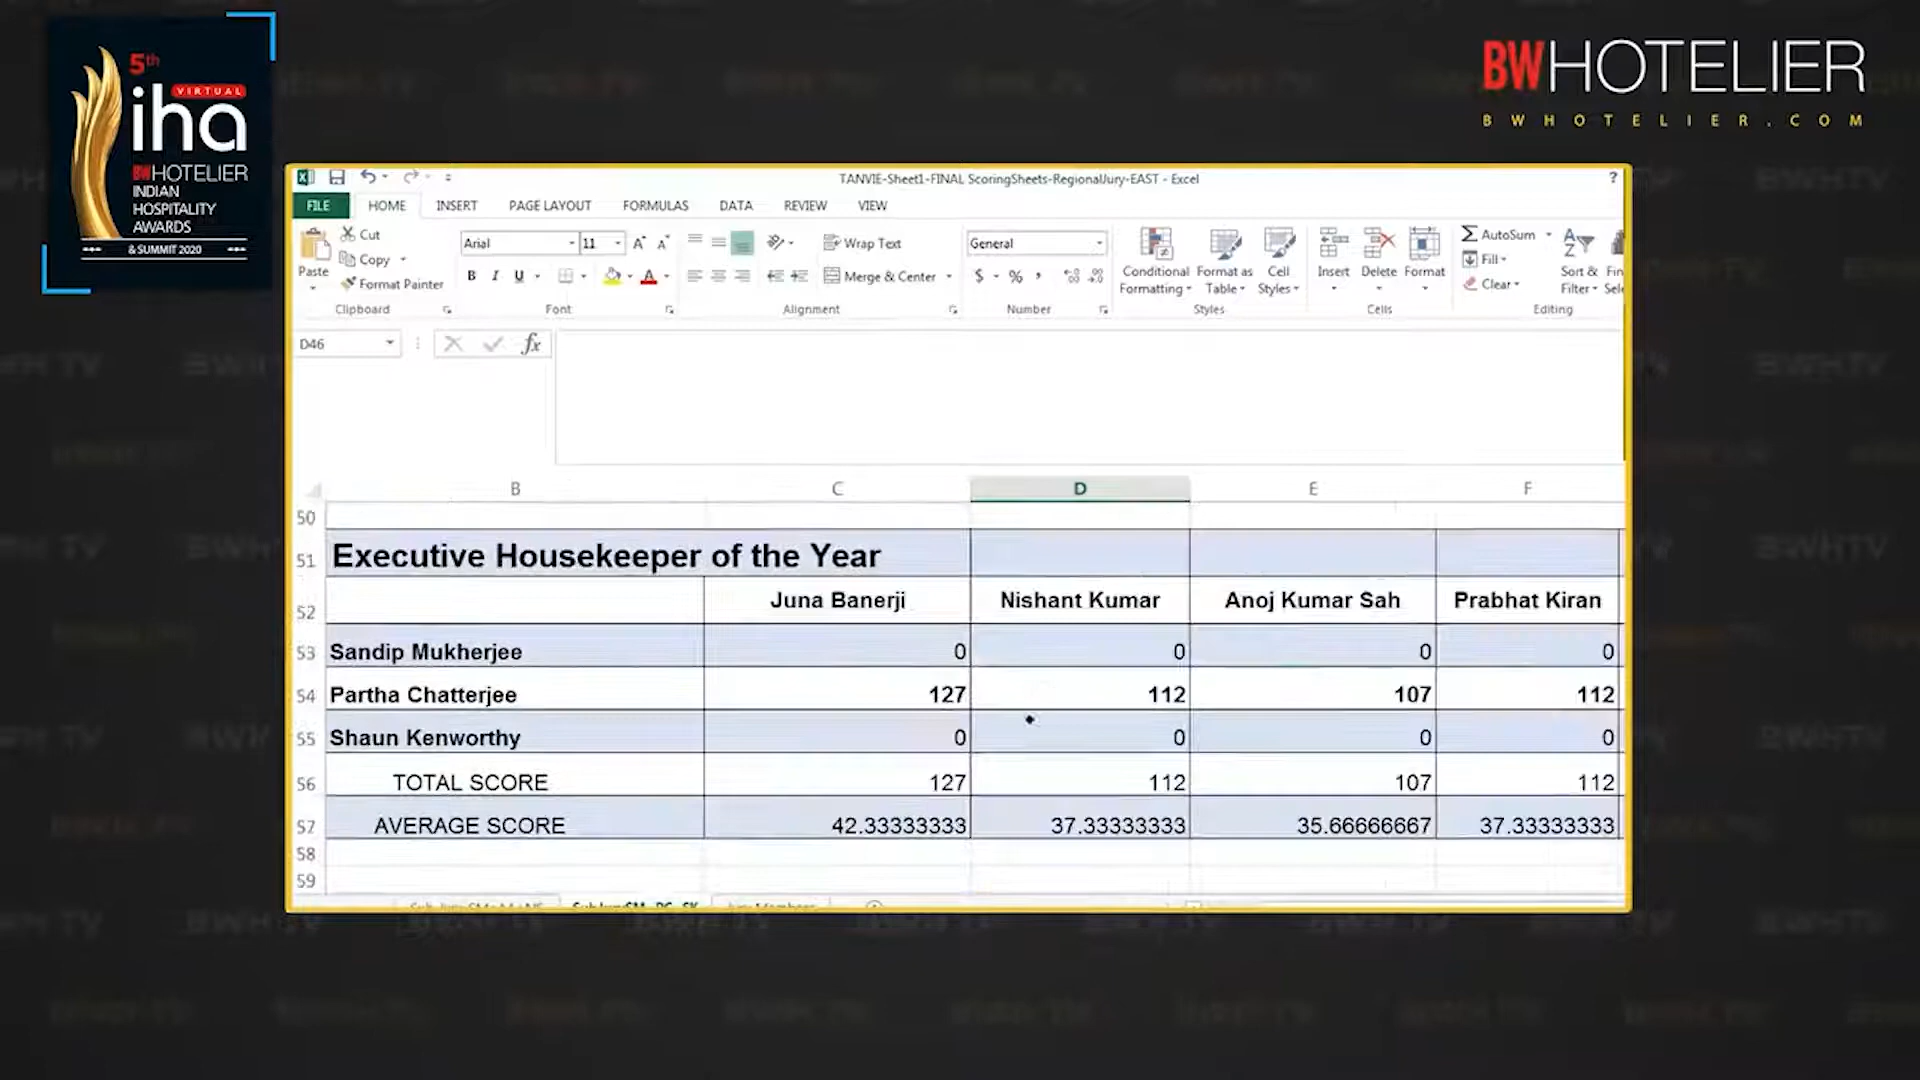 5th
VIRTUAL
iha
BWHOTELIER
INDIAN
HOSPITALITY
AWARDS
& SUMMIT 2020
BWHOTELIER
BWHOTELIER.COM
TANVIE-Sheet1-FINAL ScoringSheets-RegionalJury-EAST - Excel
?
FILE HOME INSERT PAGE LAYOUT FORMULAS DATA REVIEW VIEW
Cut
Copy
Format Painter
Paste
Clipboard
Arial 11
B I U
Font
Wrap Text
Merge & Center
Alignment
General
$ % ,
Number
Conditional Formatting
Format as Table
Cell Styles
Styles
Insert Delete Format
Cells
AutoSum
Fill
Clear
Sort & Filter
Editing
D46
fx
B C D E F
50
51 Executive Housekeeper of the Year
52 Juna Banerji Nishant Kumar Anoj Kumar Sah Prabhat Kiran
53 Sandip Mukherjee 0 0 0 0
54 Partha Chatterjee 127 112 107 112
55 Shaun Kenworthy 0 0 0 0
56 TOTAL SCORE 127 112 107 112
57 AVERAGE SCORE 42.33333333 37.33333333 35.66666667 37.33333333
58
59